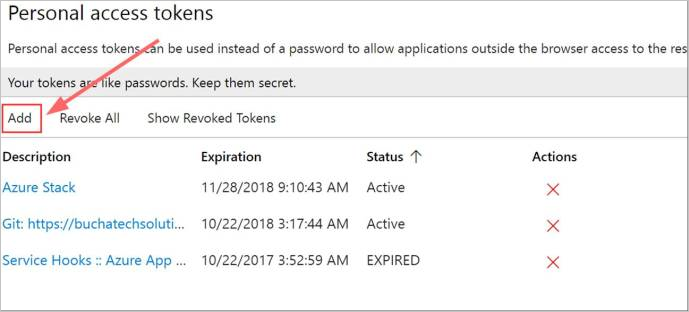 Personal access tokens
Personal access tokens can be used instead of a password to allow applications outside the browser access to the res
Your tokens are like passwords. Keep them secret.
Add Revoke All Show Revoked Tokens
Description Expiration Status ↑ Actions
Azure Stack 11/28/2018 9:10:43 AM Active
Git: https://buchatechsoluti... 10/22/2018 3:17:44 AM Active
Service Hooks :: Azure App ... 10/22/2017 3:52:59 AM EXPIRED